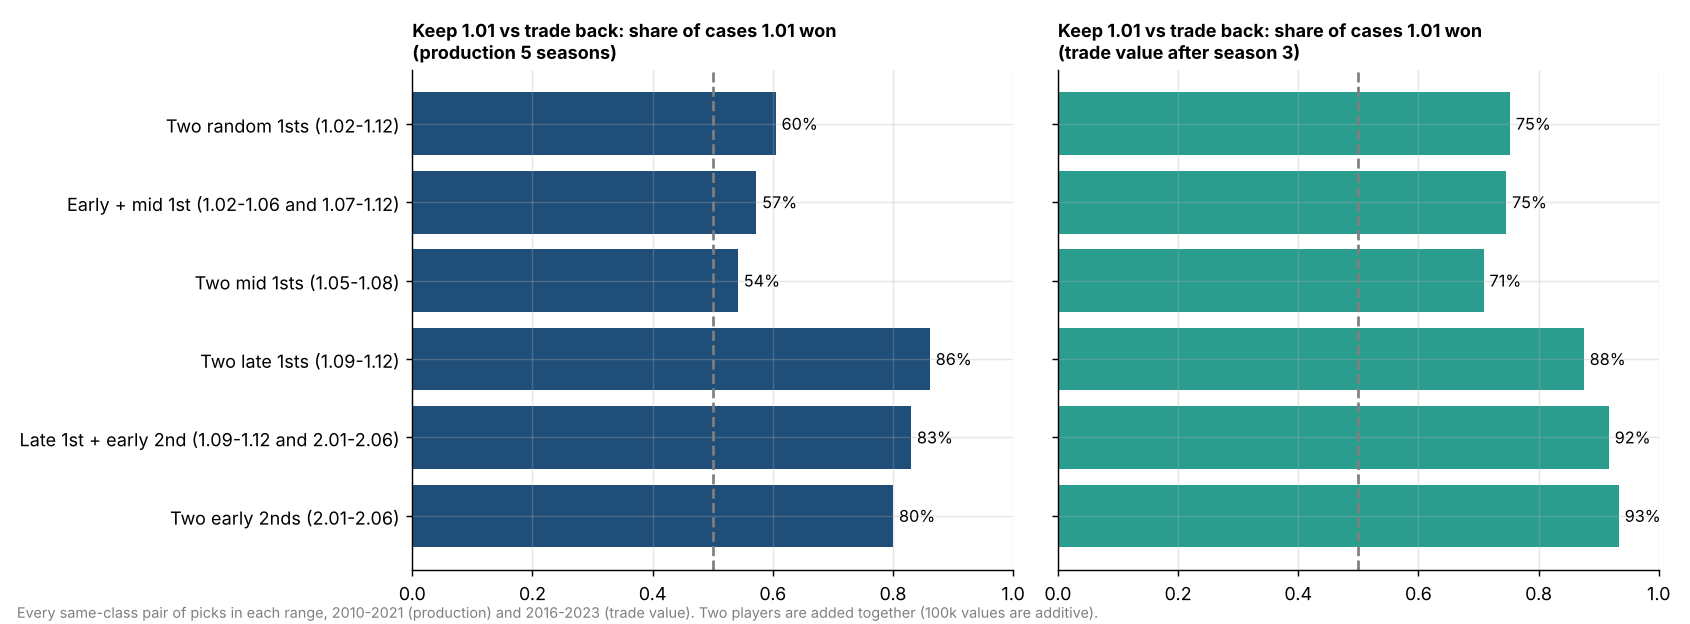 Keep 1.01 vs trade back: share of cases 1.01 won
(production 5 seasons)
Keep 1.01 vs trade back: share of cases 1.01 won
(trade value after season 3)
Two random 1sts (1.02-1.12)
60%
75%
Early + mid 1st (1.02-1.06 and 1.07-1.12)
57%
75%
Two mid 1sts (1.05-1.08)
54%
71%
Two late 1sts (1.09-1.12)
86%
88%
Late 1st + early 2nd (1.09-1.12 and 2.01-2.06)
83%
92%
Two early 2nds (2.01-2.06)
80%
93%
0.0 0.2 0.4 0.6 0.8 1.0
0.0 0.2 0.4 0.6 0.8 1.0
Every same-class pair of picks in each range, 2010-2021 (production) and 2016-2023 (trade value). Two players are added together (100k values are additive).